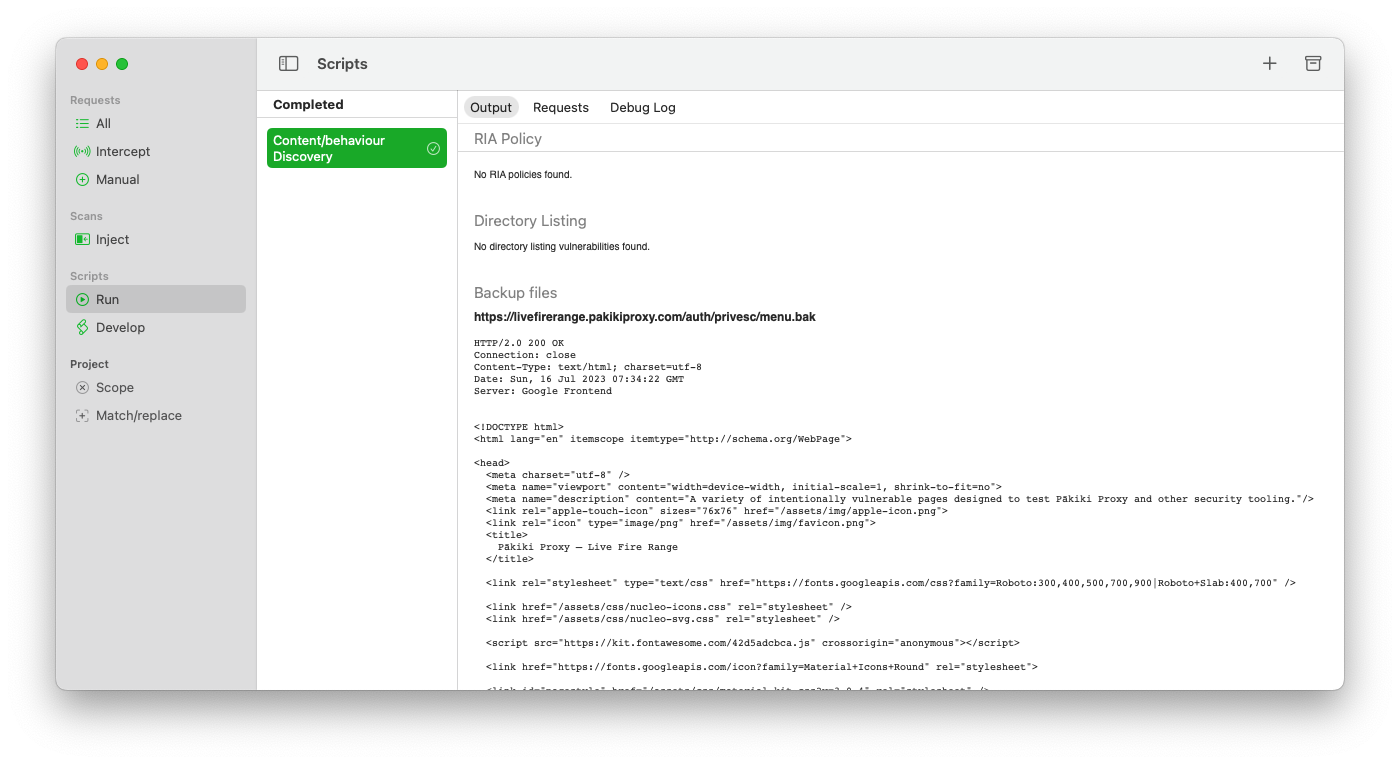 Scripts
Requests
All
Intercept
Manual
Scans
Inject
Scripts
Run
Develop
Project
Scope
Match/replace
Completed
Content/behaviour
Discovery
Output Requests Debug Log
RIA Policy
No RIA policies found.
Directory Listing
No directory listing vulnerabilities found.
Backup files
https://livefirerange.pakikiproxy.com/auth/privesc/menu.bak
HTTP/2.0 200 OK
Connection: close
Content-Type: text/html; charset=utf-8
Date: Sun, 16 Jul 2023 07:34:22 GMT
Server: Google Frontend
<!DOCTYPE html>
<html lang="en" itemscope itemtype="http://schema.org/WebPage">
<head>
<meta charset="utf-8" />
<meta name="viewport" content="width=device-width, initial-scale=1, shrink-to-fit=no">
<meta name="description" content="A variety of intentionally vulnerable pages designed to test Pākiki Proxy and other security tooling."/>
<link rel="apple-touch-icon" sizes="76x76" href="/assets/img/apple-icon.png">
<link rel="icon" type="image/png" href="/assets/img/favicon.png">
<title>
Pākiki Proxy — Live Fire Range
</title>
<link rel="stylesheet" type="text/css" href="https://fonts.googleapis.com/css?family=Roboto:300,400,500,700,900|Roboto+Slab:400,700" />
<link href="/assets/css/nucleo-icons.css" rel="stylesheet" />
<link href="/assets/css/nucleo-svg.css" rel="stylesheet" />
<script src="https://kit.fontawesome.com/42d5adcbca.js" crossorigin="anonymous"></script>
<link href="https://fonts.googleapis.com/icon?family=Material+Icons+Round" rel="stylesheet">